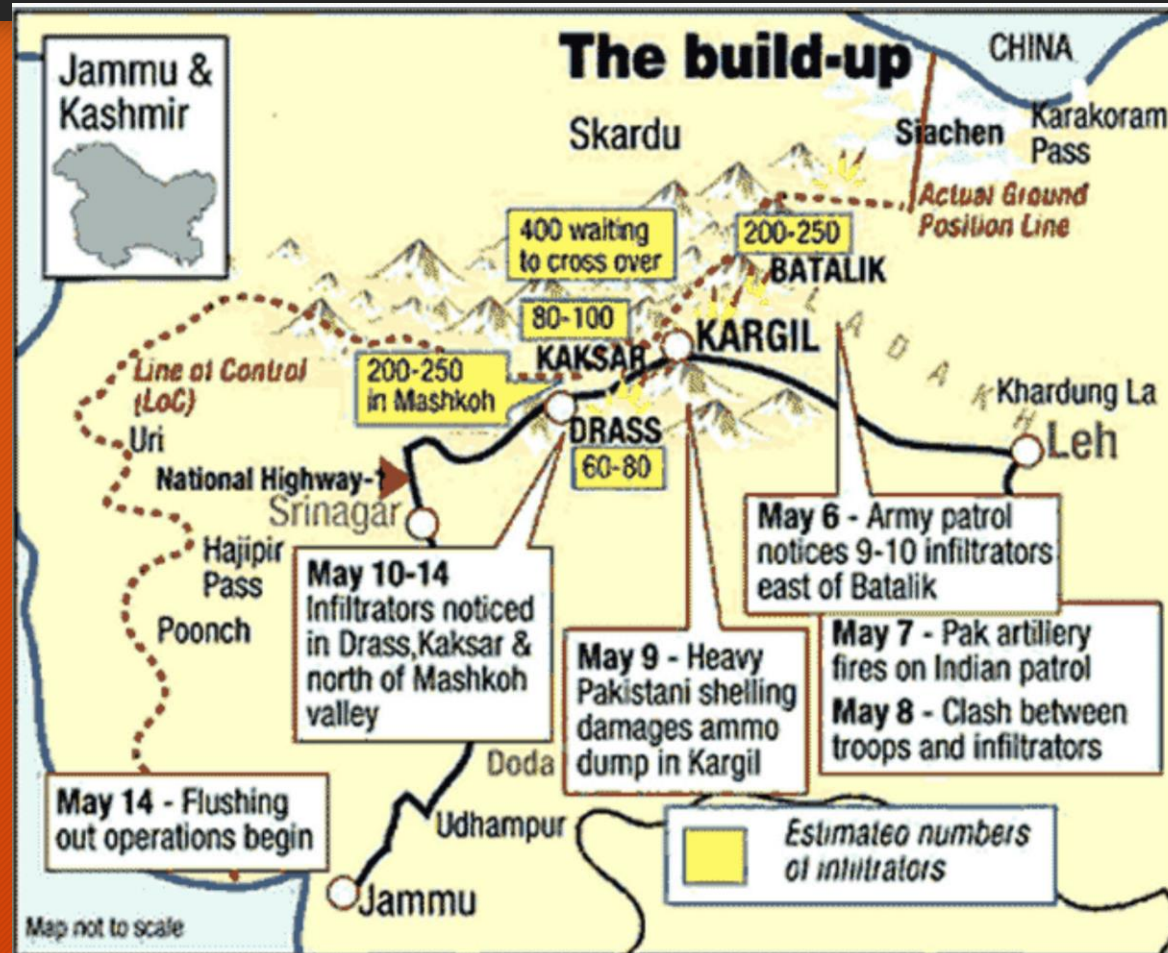 The build-up
CHINA
Jammu &
Kashmir
Skardu
Siachen
Karakoram
Pass
Actual Ground
Position Line
400 waiting
to cross over
200-250
BATALIK
80-100
KARGIL
KAKSAR
LADAKH
Line of Control
(LoC)
200-250
in Mashkoh
Khardung La
Uri
DRASS
Leh
60-80
National Highway-1
Srinagar
Hajipir
Pass
Poonch
May 6 - Army patrol
notices 9-10 infiltrators
east of Batalik
May 10-14
Infiltrators noticed
in Drass,Kaksar &
north of Mashkoh
valley
May 9 - Heavy
Pakistani shelling
damages ammo
dump in Kargil
May 7 - Pak artillery
fires on Indian patrol
May 8 - Clash between
troops and infiltrators
Doda
May 14 - Flushing
out operations begin
Udhampur
Estimated numbers
of infiltrators
Jammu
Map not to scale